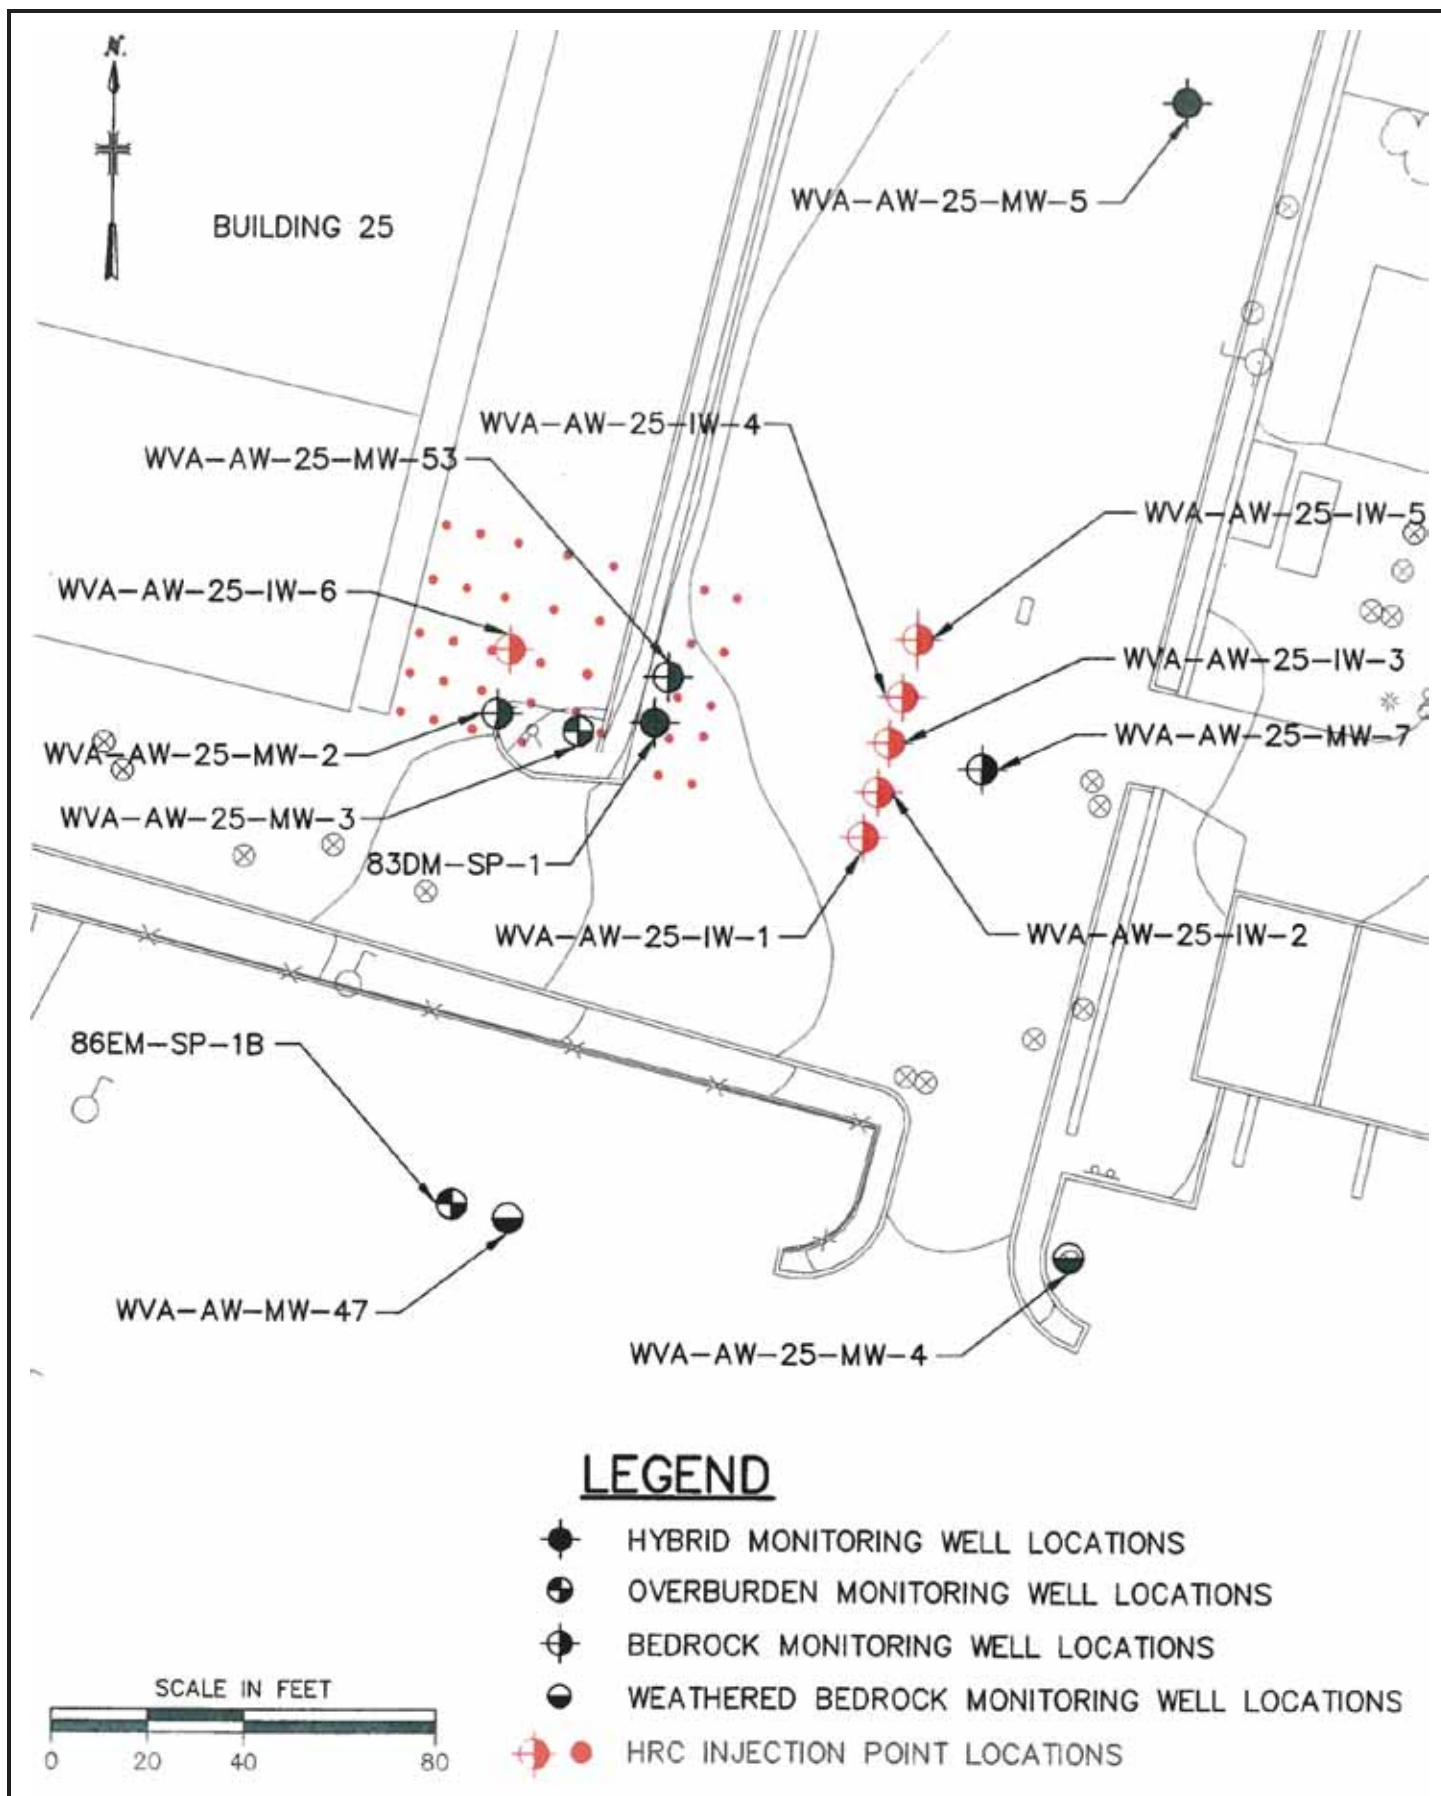 N.
WVA-AW-25-MW-5
BUILDING 25
WVA-AW-25-IW-4
WVA-AW-25-MW-53
WVA-AW-25-IW-5
WVA-AW-25-IW-6
WVA-AW-25-IW-3
WVA-AW-25-MW-7
WVA-AW-25-MW-2
WVA-AW-25-MW-3
83DM-SP-1
WVA-AW-25-IW-1
WVA-AW-25-IW-2
86EM-SP-1B
WVA-AW-MW-47
WVA-AW-25-MW-4
LEGEND
HYBRID MONITORING WELL LOCATIONS
OVERBURDEN MONITORING WELL LOCATIONS
BEDROCK MONITORING WELL LOCATIONS
WEATHERED BEDROCK MONITORING WELL LOCATIONS
HRC INJECTION POINT LOCATIONS
SCALE IN FEET
0 20 40 80